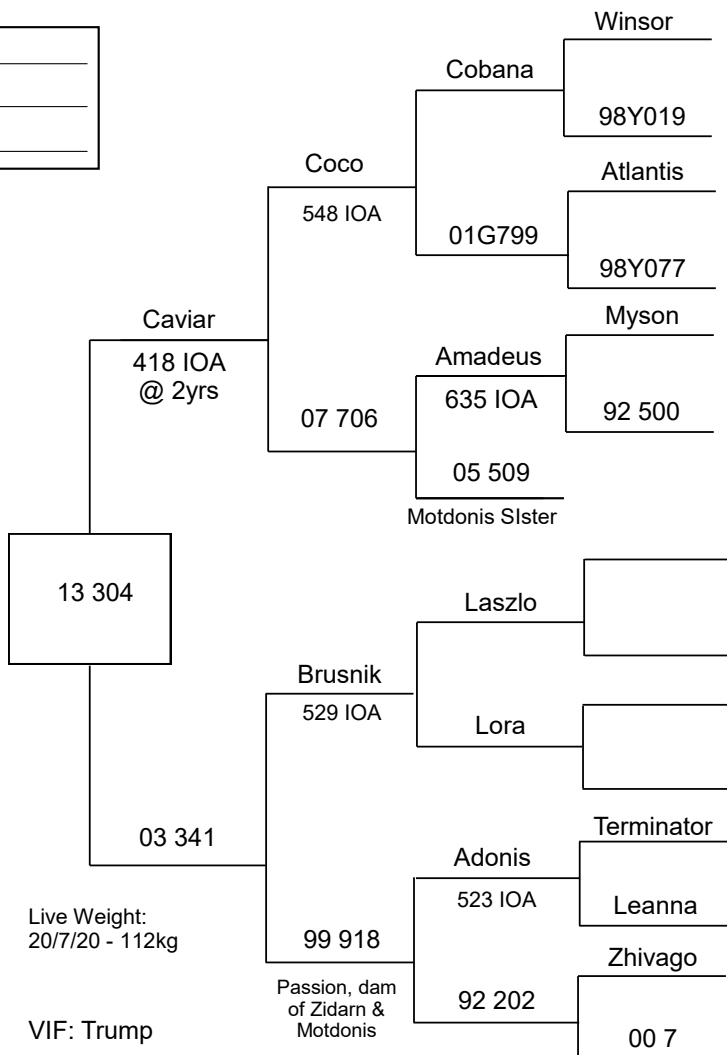 Winsor
Cobana
98Y019
Coco
Atlantis
548 IOA
01G799
98Y077
Caviar
Myson
418 IOA
@ 2yrs
Amadeus
635 IOA
07 706
92 500
05 509
Motdonis SIster
13 304
Laszlo
Brusnik
529 IOA
Lora
03 341
Terminator
Adonis
523 IOA
Leanna
Live Weight:
20/7/20 - 112kg
99 918
Zhivago
Passion, dam
of Zidarn &
Motdonis
92 202
VIF: Trump
00 7